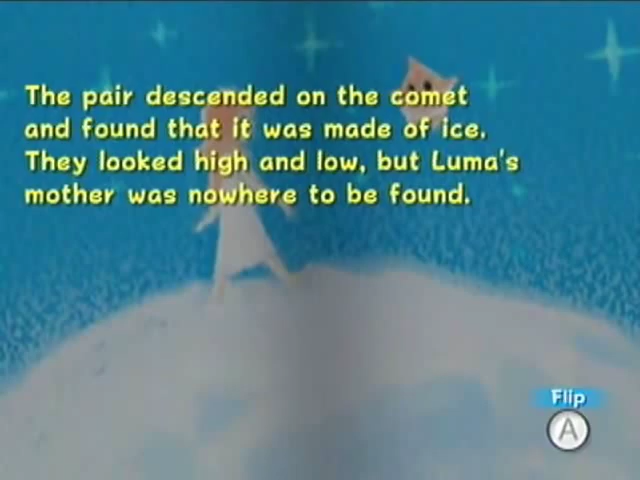 The pair descended on the comet
and found that it was made of ice.
They looked high and low, but Luma's
mother was nowhere to be found.
Flip
A